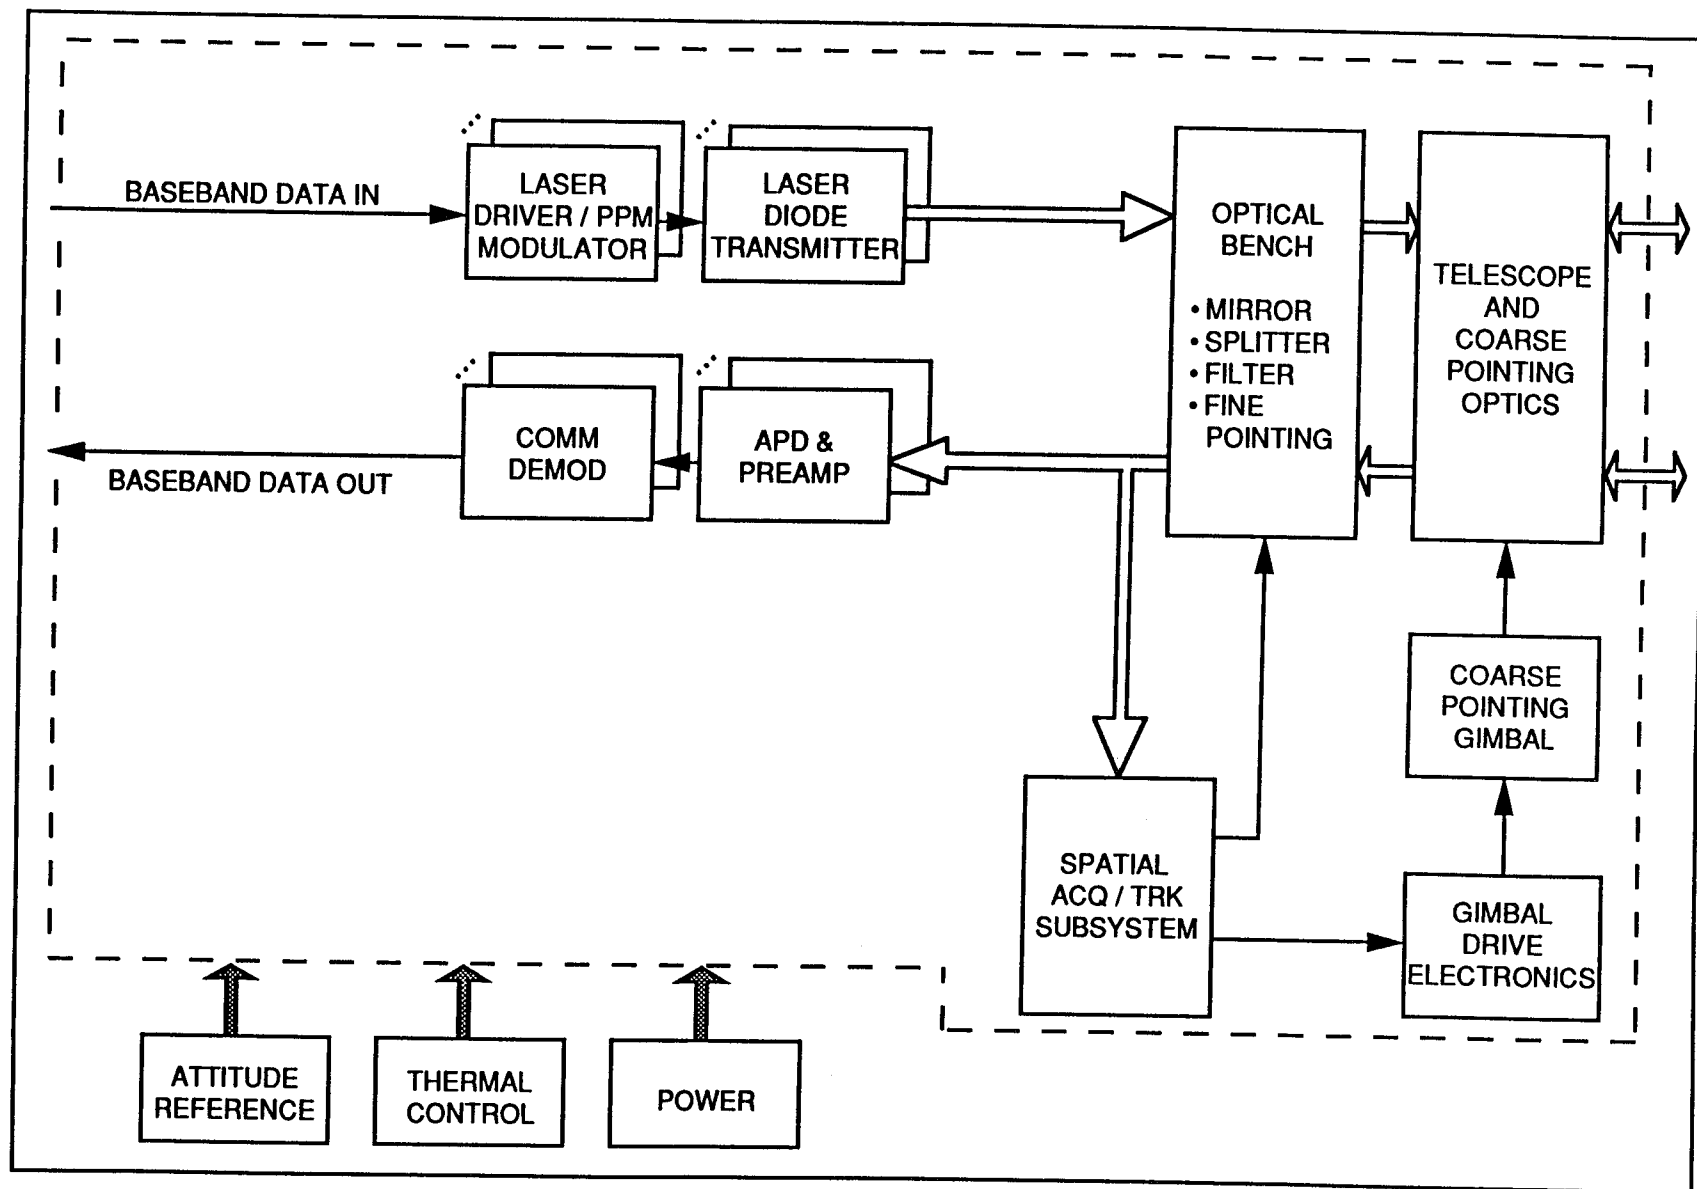 BASEBAND DATA IN
LASER
DRIVER / PPM
MODULATOR
LASER
DIODE
TRANSMITTER
OPTICAL
BENCH
• MIRROR
• SPLITTER
• FILTER
• FINE
POINTING
TELESCOPE
AND
COARSE
POINTING
OPTICS
BASEBAND DATA OUT
COMM
DEMOD
APD &
PREAMP
COARSE
POINTING
GIMBAL
SPATIAL
ACQ / TRK
SUBSYSTEM
GIMBAL
DRIVE
ELECTRONICS
ATTITUDE
REFERENCE
THERMAL
CONTROL
POWER